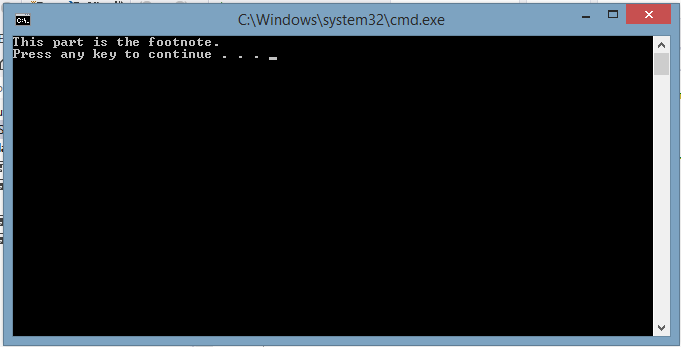 C:\Windows\system32\cmd.exe
This part is the footnote.
Press any key to continue . . .